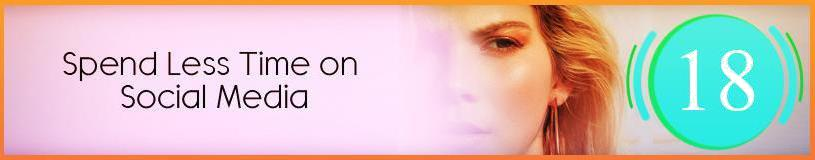 Spend Less Time on
Social Media
18